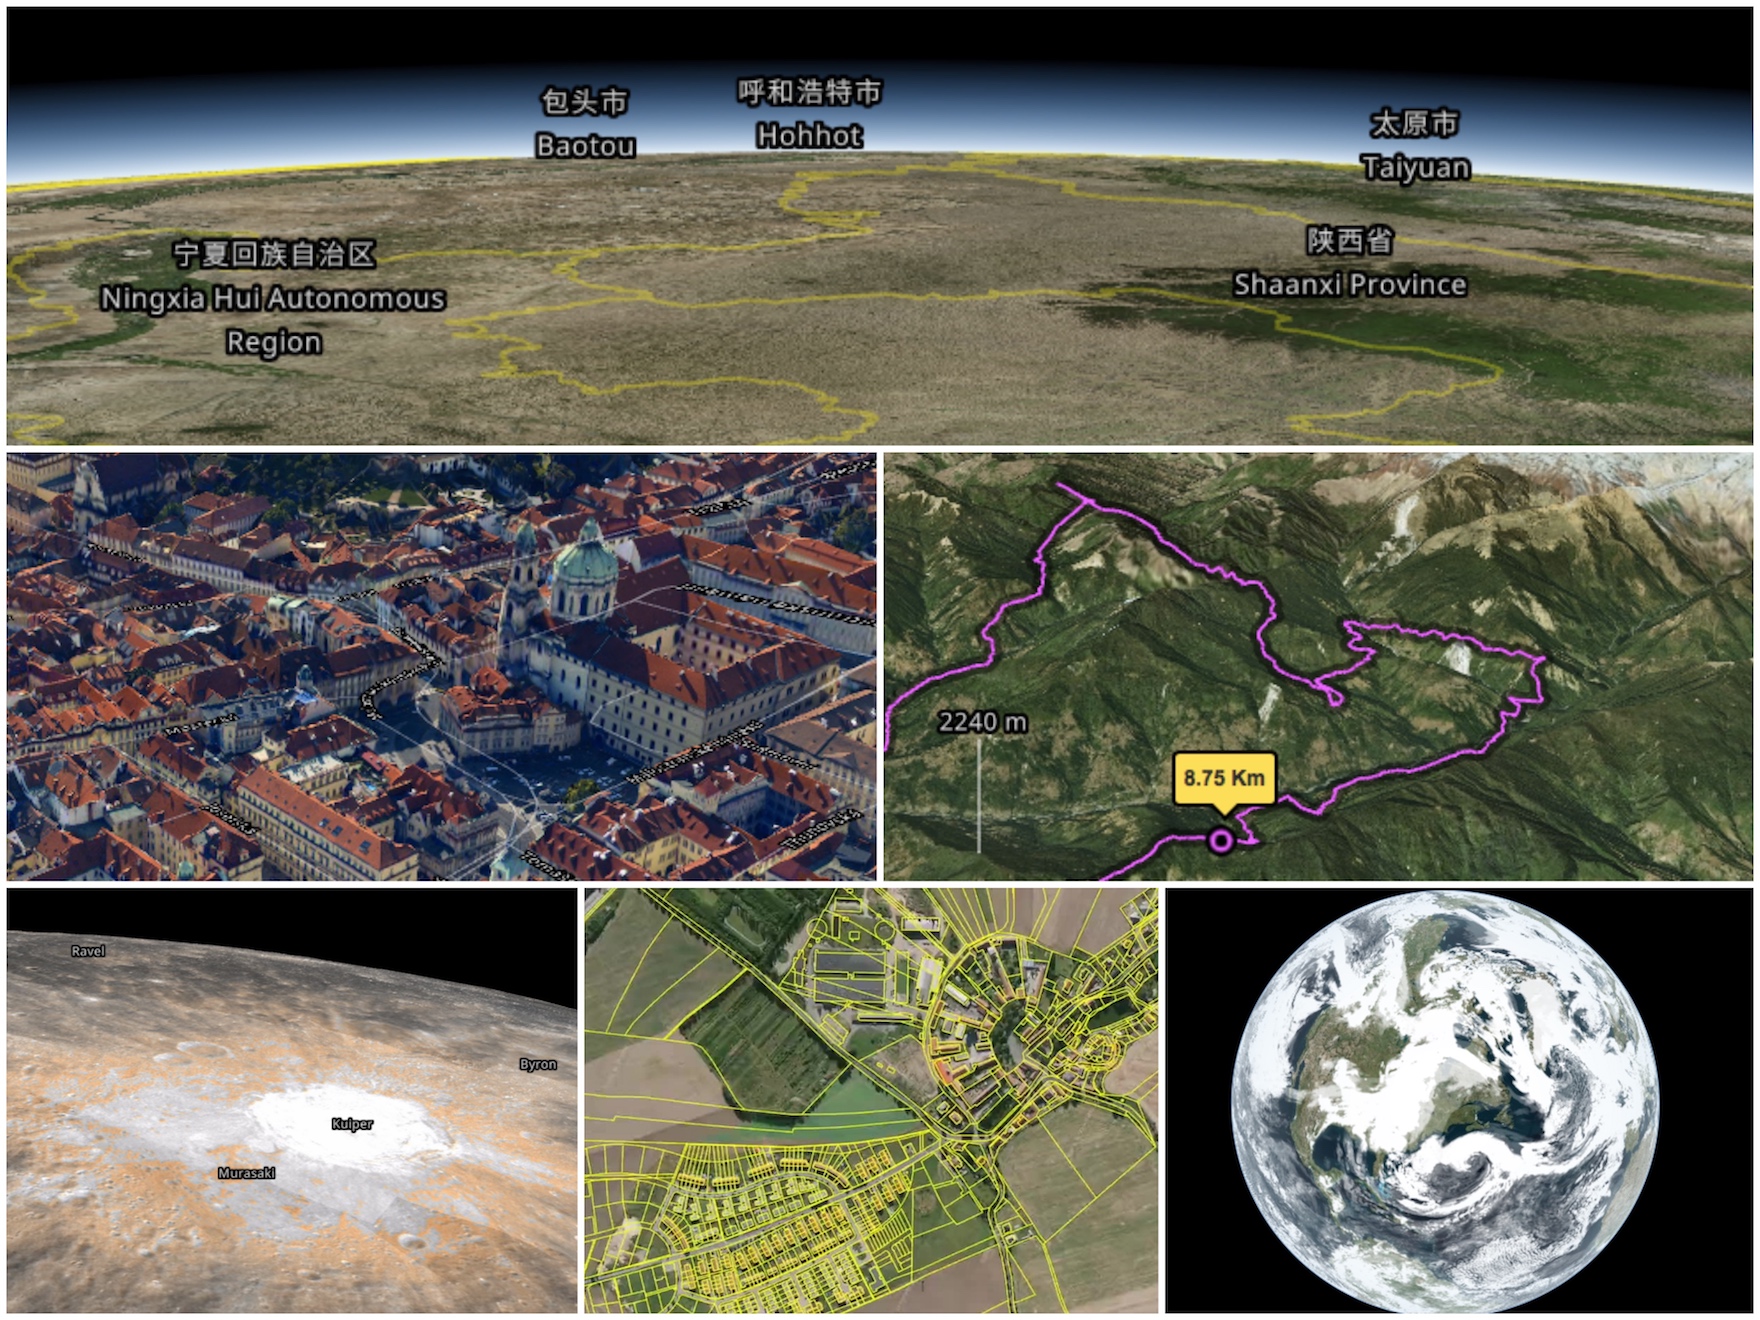 包头市
Baotou
呼和浩特市
Hohhot
太原市
Taiyuan
宁夏回族自治区
Ningxia Hui Autonomous
Region
陕西省
Shaanxi Province
2240 m
8.75 Km
Ravel
Byron
Kuiper
Murasaki